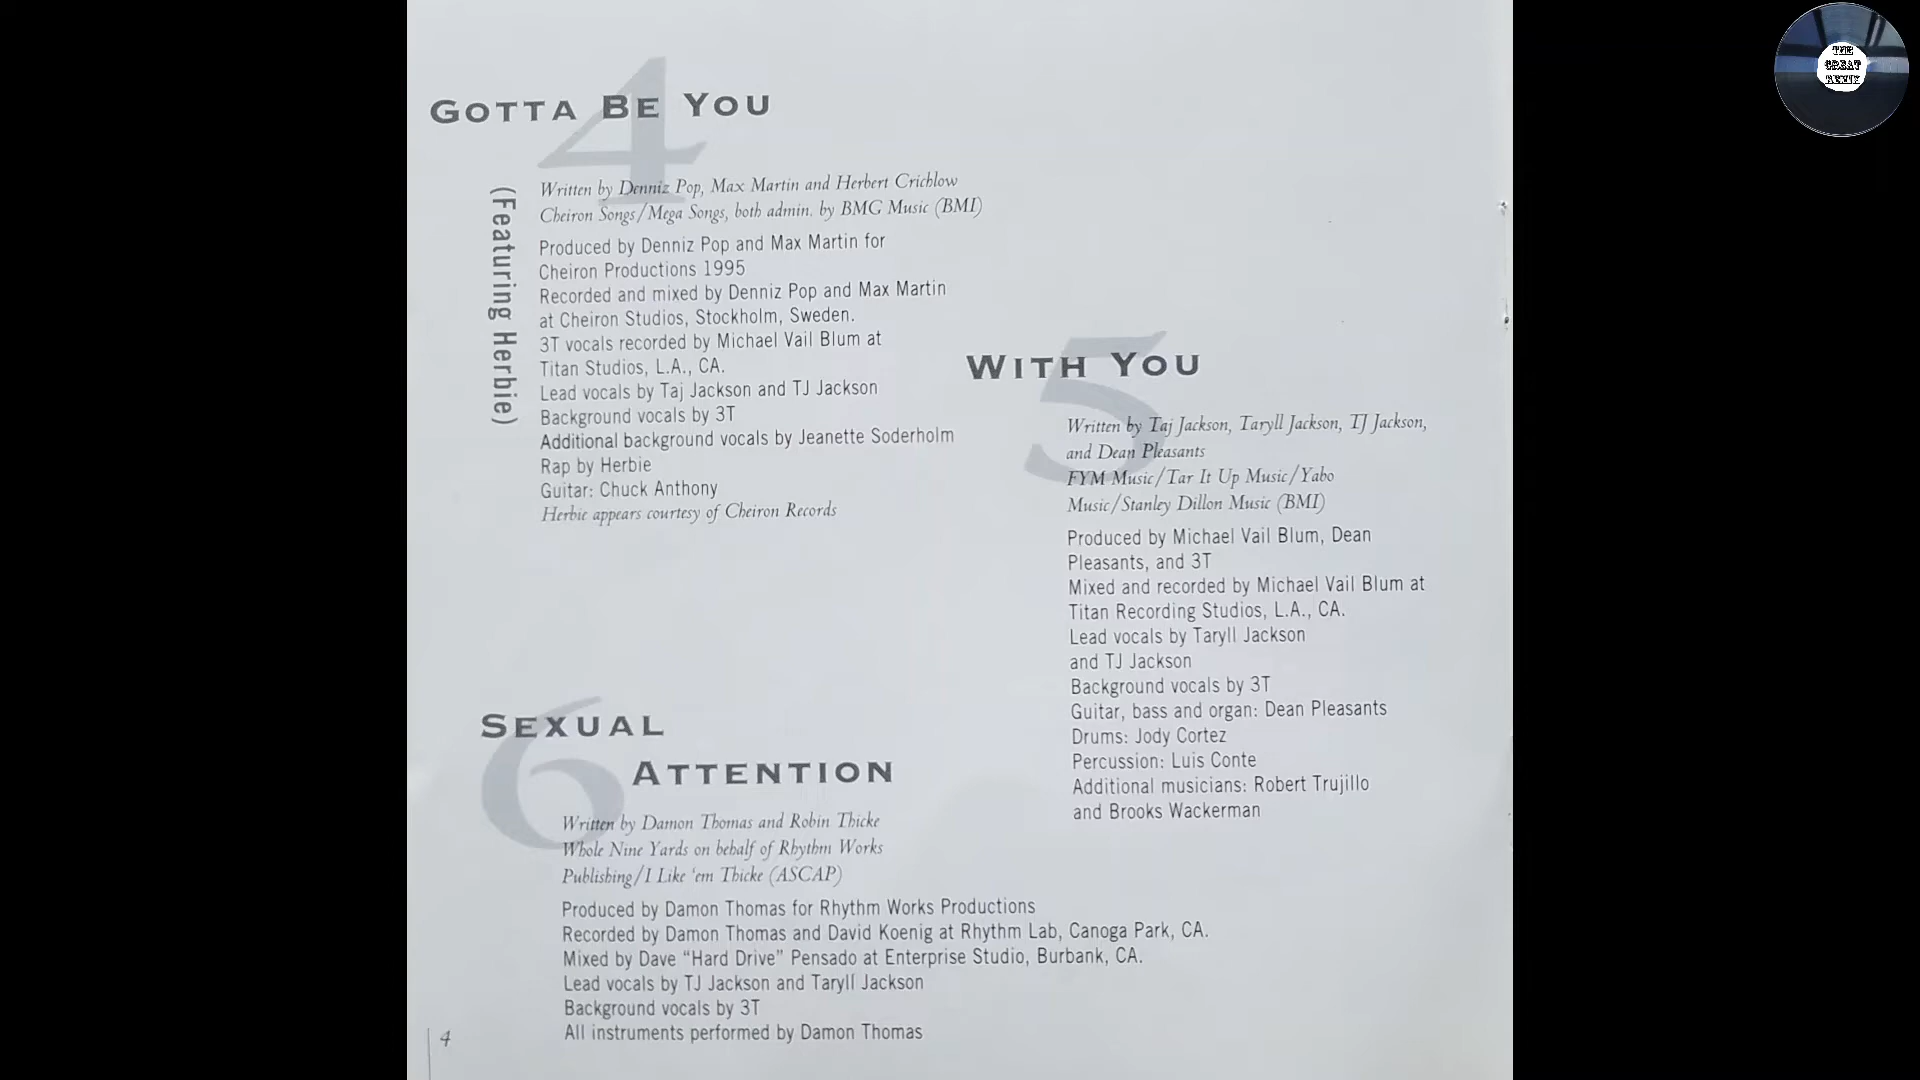 4
GOTTA BE YOU
(Featuring Herbie)
Written by Denniz Pop, Max Martin and Herbert Crichlow
Cheiron Songs/Mega Songs, both admin. by BMG Music (BMI)
Produced by Denniz Pop and Max Martin for
Cheiron Productions 1995
Recorded and mixed by Denniz Pop and Max Martin
at Cheiron Studios, Stockholm, Sweden.
3T vocals recorded by Michael Vail Blum at
Titan Studios, L.A., CA.
Lead vocals by Taj Jackson and TJ Jackson
Background vocals by 3T
Additional background vocals by Jeanette Soderholm
Rap by Herbie
Guitar: Chuck Anthony
Herbie appears courtesy of Cheiron Records
5
WITH YOU
Written by Taj Jackson, Taryll Jackson, TJ Jackson,
and Dean Pleasants
FYM Music/Tar It Up Music/Yabo
Music/Stanley Dillon Music (BMI)
Produced by Michael Vail Blum, Dean
Pleasants, and 3T
Mixed and recorded by Michael Vail Blum at
Titan Recording Studios, L.A., CA.
Lead vocals by Taryll Jackson
and TJ Jackson
Background vocals by 3T
Guitar, bass and organ: Dean Pleasants
Drums: Jody Cortez
Percussion: Luis Conte
Additional musicians: Robert Trujillo
and Brooks Wackerman
6
SEXUAL
ATTENTION
Written by Damon Thomas and Robin Thicke
Whole Nine Yards on behalf of Rhythm Works
Publishing/I Like 'em Thicke (ASCAP)
Produced by Damon Thomas for Rhythm Works Productions
Recorded by Damon Thomas and David Koenig at Rhythm Lab, Canoga Park, CA.
Mixed by Dave "Hard Drive" Pensado at Enterprise Studio, Burbank, CA.
Lead vocals by TJ Jackson and Taryll Jackson
Background vocals by 3T
All instruments performed by Damon Thomas
4
THE
GREAT
REMIX